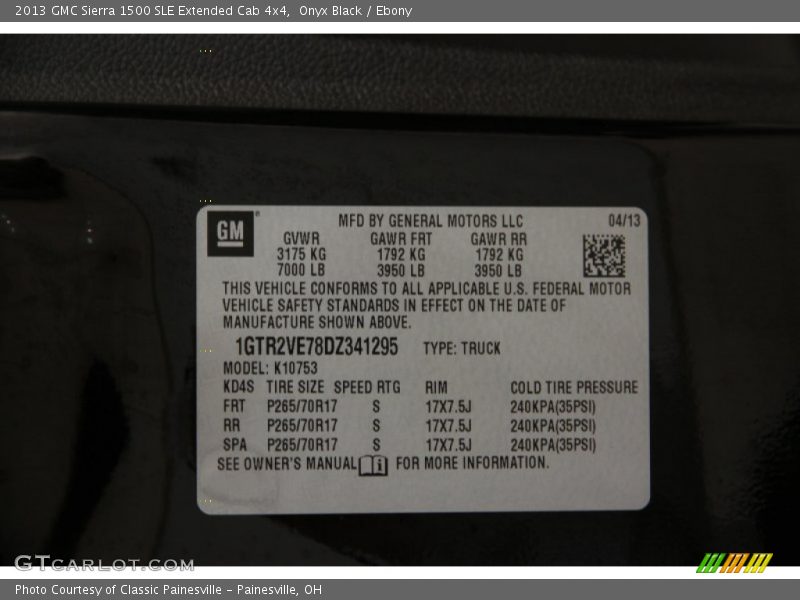 2013 GMC Sierra 1500 SLE Extended Cab 4x4, Onyx Black / Ebony
GM
MFD BY GENERAL MOTORS LLC 04/13
GVWR GAWR FRT GAWR RR
3175 KG 1792 KG 1792 KG
7000 LB 3950 LB 3950 LB
THIS VEHICLE CONFORMS TO ALL APPLICABLE U.S. FEDERAL MOTOR
VEHICLE SAFETY STANDARDS IN EFFECT ON THE DATE OF
MANUFACTURE SHOWN ABOVE.
1GTR2VE78DZ341295 TYPE: TRUCK
MODEL: K10753
KD4S TIRE SIZE SPEED RTG RIM COLD TIRE PRESSURE
FRT P265/70R17 S 17X7.5J 240KPA(35PSI)
RR P265/70R17 S 17X7.5J 240KPA(35PSI)
SPA P265/70R17 S 17X7.5J 240KPA(35PSI)
SEE OWNER'S MANUAL FOR MORE INFORMATION.
GTCARLOT.COM
Photo Courtesy of Classic Painesville - Painesville, OH